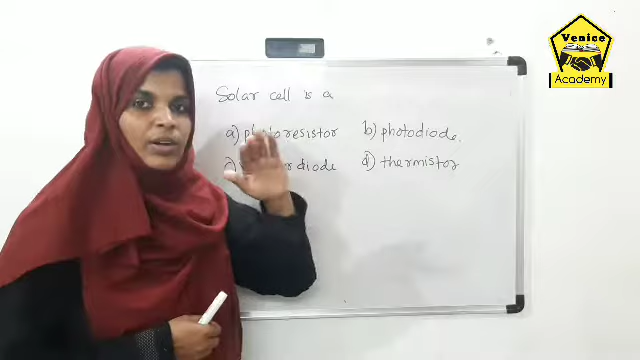 Venice
Academy
Solar cell is a
a) photoresistor b) photodiode.
c) diode d) thermistor